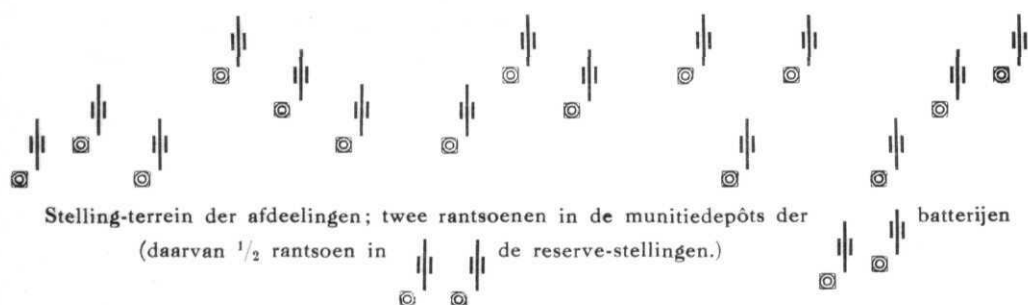 Stelling-terrein der afdeelingen; twee rantsoenen in de munitiedepôts der batterijen
(daarvan 1/2 rantsoen in de reserve-stellingen.)